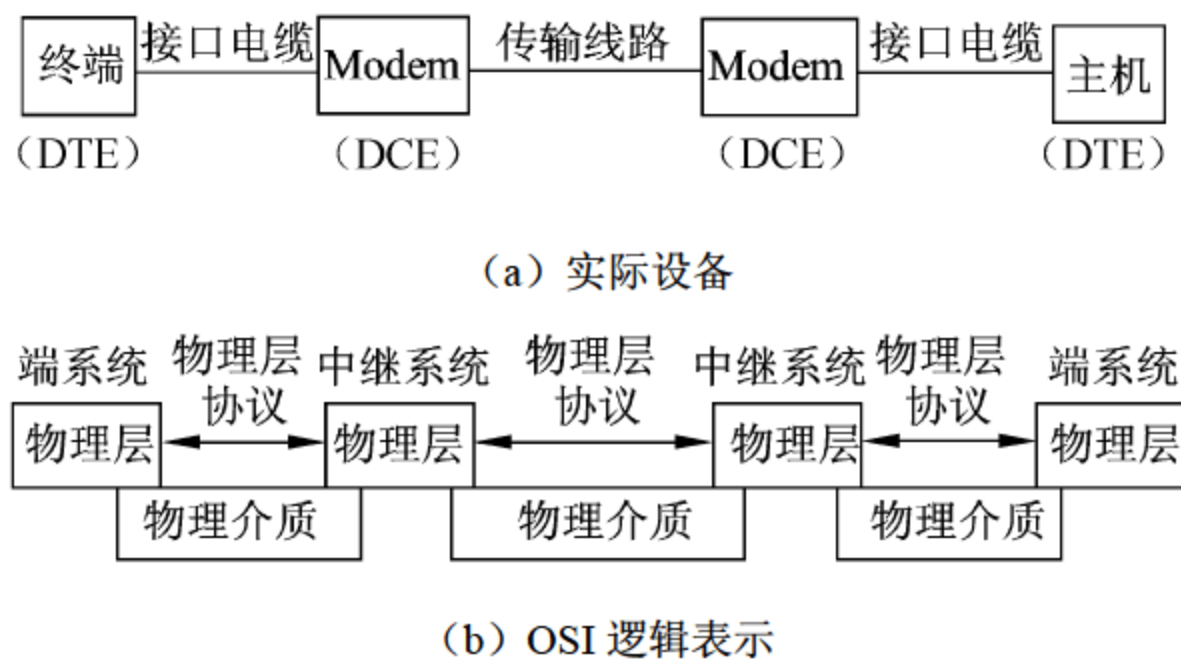 接口电缆 传输线路 接口电缆
终端 Modem Modem 主机
（DTE） （DCE） （DCE） （DTE）
（a）实际设备
端系统 物理层协议 中继系统 物理层协议 中继系统 物理层协议 端系统
物理层 物理层 物理层 物理层
物理介质 物理介质 物理介质
（b）OSI 逻辑表示